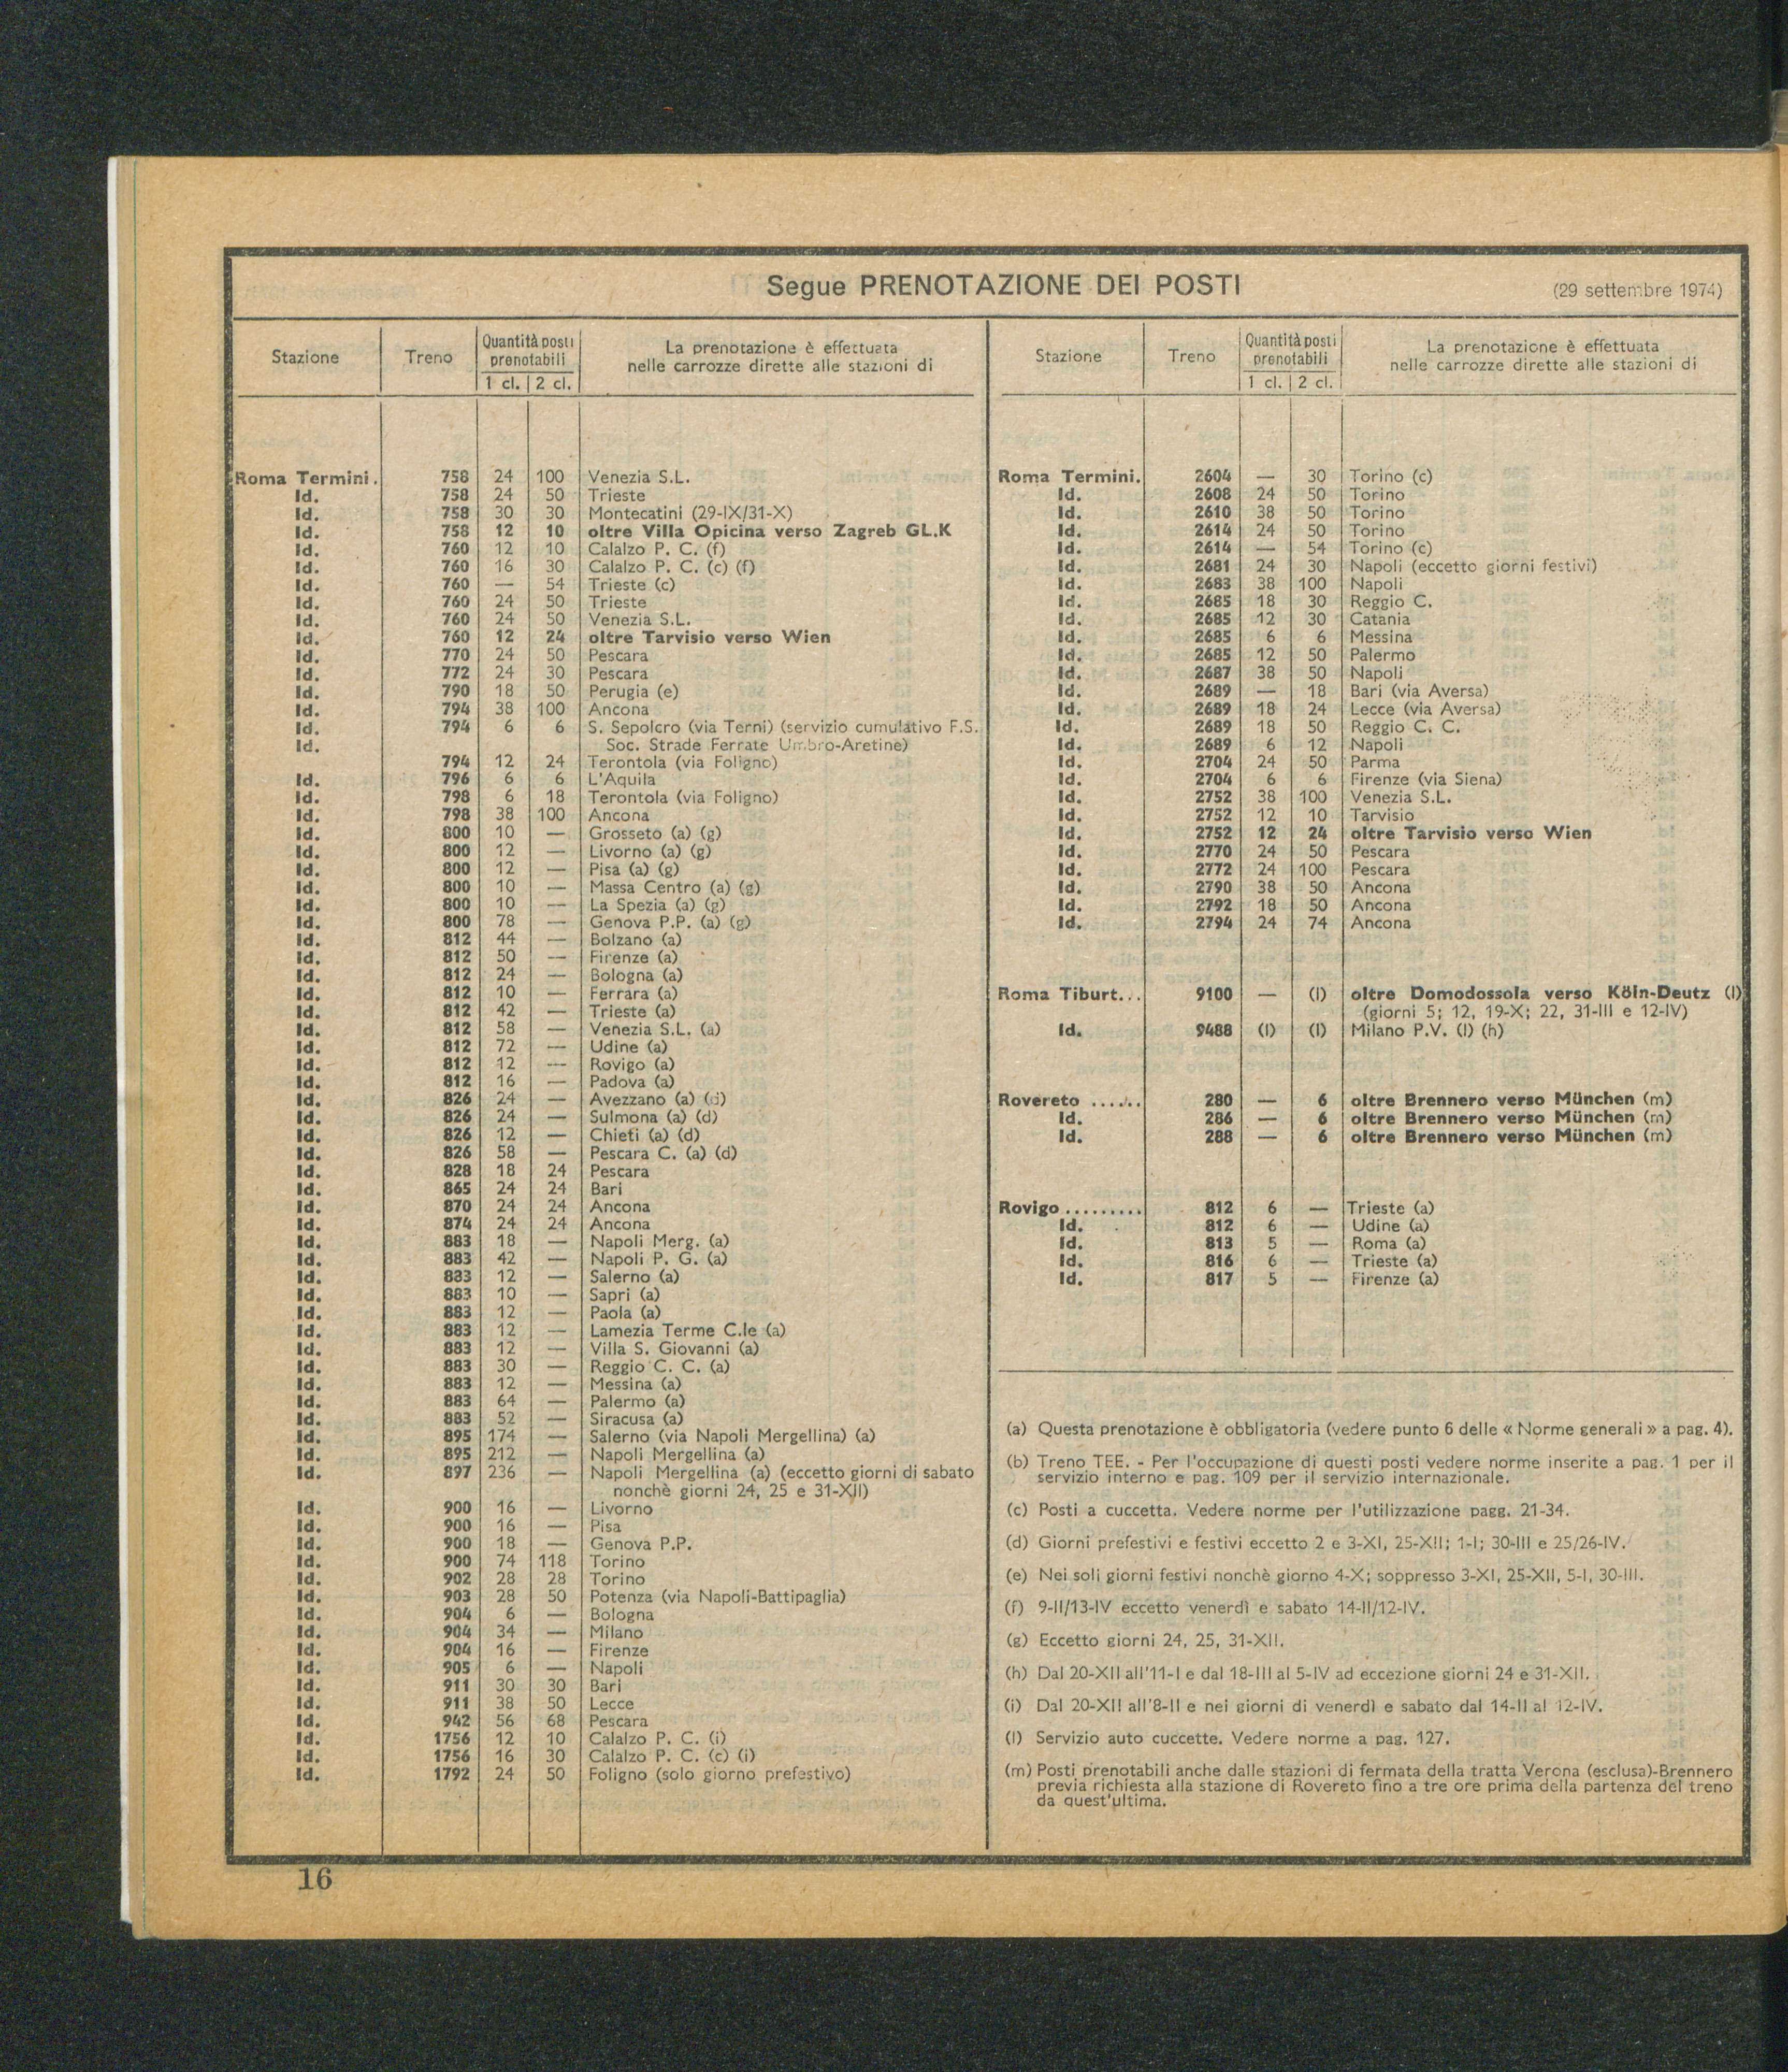 Segue PRENOTAZIONE DEI POSTI (29 settembre 1974)
Stazione Treno Quantità posti prenotabili 1 cl. 2 cl. La prenotazione è effettuata nelle carrozze dirette alle stazioni di
Roma Termini. 758 24 100 Venezia S.L.
Id. 758 24 50 Trieste
Id. 758 30 30 Montecatini (29-IX/31-X)
Id. 758 12 10 oltre Villa Opicina verso Zagreb GL.K
Id. 760 12 10 Calalzo P. C. (f)
Id. 760 16 30 Calalzo P. C. (c) (f)
Id. 760 — 54 Trieste (c)
Id. 760 24 50 Trieste
Id. 760 24 50 Venezia S.L.
Id. 760 12 24 oltre Tarvisio verso Wien
Id. 770 24 50 Pescara
Id. 772 24 30 Pescara
Id. 790 18 50 Perugia (e)
Id. 794 38 100 Ancona
Id. 794 6 6 S. Sepolcro (via Terni) (servizio cumulativo F.S.
Id. Soc. Strade Ferrate Umbro-Aretine)
794 12 24 Terontola (via Foligno)
Id. 796 6 6 L'Aquila
Id. 798 6 18 Terontola (via Foligno)
Id. 798 38 100 Ancona
Id. 800 10 — Grosseto (a) (g)
Id. 800 12 — Livorno (a) (g)
Id. 800 12 — Pisa (a) (g)
Id. 800 10 — Massa Centro (a) (g)
Id. 800 10 — La Spezia (a) (g)
Id. 800 78 — Genova P.P. (a) (g)
Id. 812 44 — Bolzano (a)
Id. 812 50 — Firenze (a)
Id. 812 24 — Bologna (a)
Id. 812 10 — Ferrara (a)
Id. 812 42 — Trieste (a)
Id. 812 58 — Venezia S.L. (a)
Id. 812 72 — Udine (a)
Id. 812 12 — Rovigo (a)
Id. 812 16 — Padova (a)
Id. 826 24 — Avezzano (a) (d)
Id. 826 24 — Sulmona (a) (d)
Id. 826 12 — Chieti (a) (d)
Id. 826 58 — Pescara C. (a) (d)
Id. 828 18 24 Pescara
Id. 865 24 24 Bari
Id. 870 24 24 Ancona
Id. 874 24 24 Ancona
Id. 883 18 — Napoli Merg. (a)
Id. 883 42 — Napoli P. G. (a)
Id. 883 12 — Salerno (a)
Id. 883 10 — Sapri (a)
Id. 883 12 — Paola (a)
Id. 883 12 — Lamezia Terme C.le (a)
Id. 883 12 — Villa S. Giovanni (a)
Id. 883 30 — Reggio C. C. (a)
Id. 883 12 — Messina (a)
Id. 883 64 — Palermo (a)
Id. 883 52 — Siracusa (a)
Id. 895 174 — Salerno (via Napoli Mergellina) (a)
Id. 895 212 — Napoli Mergellina (a)
Id. 897 236 — Napoli Mergellina (a) (eccetto giorni di sabato
nonchè giorni 24, 25 e 31-XII)
Id. 900 16 — Livorno
Id. 900 16 — Pisa
Id. 900 18 — Genova P.P.
Id. 900 74 118 Torino
Id. 902 28 28 Torino
Id. 903 28 50 Potenza (via Napoli-Battipaglia)
Id. 904 6 — Bologna
Id. 904 34 — Milano
Id. 904 16 — Firenze
Id. 905 6 — Napoli
Id. 911 30 30 Bari
Id. 911 38 50 Lecce
Id. 942 56 68 Pescara
Id. 1756 12 10 Calalzo P. C. (i)
Id. 1756 16 30 Calalzo P. C. (c) (i)
Id. 1792 24 50 Foligno (solo giorno prefestivo)
Stazione Treno Quantità posti prenotabili 1 cl. 2 cl. La prenotazione è effettuata nelle carrozze dirette alle stazioni di
Roma Termini. 2604 — 30 Torino (c)
Id. 2608 24 50 Torino
Id. 2610 38 50 Torino
Id. 2614 24 50 Torino
Id. 2614 — 54 Torino (c)
Id. 2681 24 30 Napoli (eccetto giorni festivi)
Id. 2683 38 100 Napoli
Id. 2685 18 30 Reggio C.
Id. 2685 12 30 Catania
Id. 2685 6 6 Messina
Id. 2685 12 50 Palermo
Id. 2687 38 50 Napoli
Id. 2689 — 18 Bari (via Aversa)
Id. 2689 18 24 Lecce (via Aversa)
Id. 2689 18 50 Reggio C. C.
Id. 2689 6 12 Napoli
Id. 2704 24 50 Parma
Id. 2704 6 6 Firenze (via Siena)
Id. 2752 38 100 Venezia S.L.
Id. 2752 12 10 Tarvisio
Id. 2752 12 24 oltre Tarvisio verso Wien
Id. 2770 24 50 Pescara
Id. 2772 24 100 Pescara
Id. 2790 38 50 Ancona
Id. 2792 18 50 Ancona
Id. 2794 24 74 Ancona
Roma Tiburt... 9100 — (l) oltre Domodossola verso Köln-Deutz (l)
(giorni 5; 12, 19-X; 22, 31-III e 12-IV)
Id. 9488 (l) (l) Milano P.V. (l) (h)
Rovereto ...... 280 — 6 oltre Brennero verso München (m)
Id. 286 — 6 oltre Brennero verso München (m)
Id. 288 — 6 oltre Brennero verso München (m)
Rovigo ......... 812 6 — Trieste (a)
Id. 812 6 — Udine (a)
Id. 813 5 — Roma (a)
Id. 816 6 — Trieste (a)
Id. 817 5 — Firenze (a)
(a) Questa prenotazione è obbligatoria (vedere punto 6 delle « Norme generali » a pag. 4).
(b) Treno TEE. - Per l'occupazione di questi posti vedere norme inserite a pag. 1 per il
servizio interno e pag. 109 per il servizio internazionale.
(c) Posti a cuccetta. Vedere norme per l'utilizzazione pagg. 21-34.
(d) Giorni prefestivi e festivi eccetto 2 e 3-XI, 25-XII; 1-I; 30-III e 25/26-IV.
(e) Nei soli giorni festivi nonchè giorno 4-X; soppresso 3-XI, 25-XII, 5-I, 30-III.
(f) 9-II/13-IV eccetto venerdì e sabato 14-II/12-IV.
(g) Eccetto giorni 24, 25, 31-XII.
(h) Dal 20-XII all'11-I e dal 18-III al 5-IV ad eccezione giorni 24 e 31-XII.
(i) Dal 20-XII all'8-II e nei giorni di venerdì e sabato dal 14-II al 12-IV.
(l) Servizio auto cuccette. Vedere norme a pag. 127.
(m) Posti prenotabili anche dalle stazioni di fermata della tratta Verona (esclusa)-Brennero
previa richiesta alla stazione di Rovereto fino a tre ore prima della partenza del treno
da quest'ultima.
16